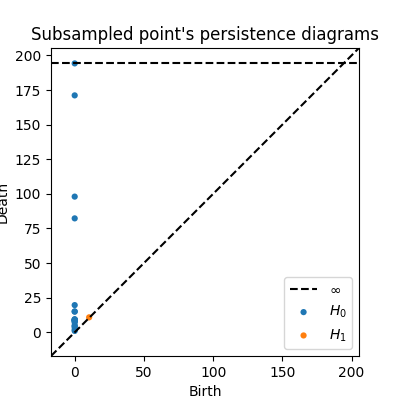 Subsampled point's persistence diagrams
200
175
150
125
100
75
50
25
0
Death
0 50 100 150 200
Birth
∞
H₀
H₁